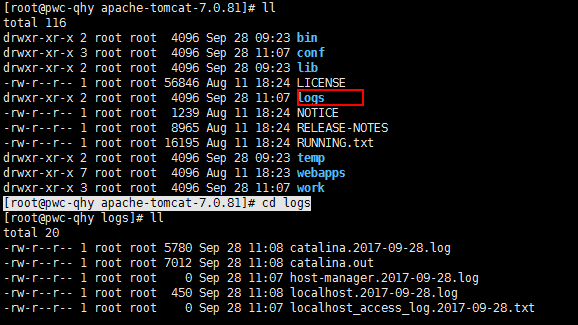 [root@pwc-qhy apache-tomcat-7.0.81]# ll
total 116
drwxr-xr-x 2 root root  4096 Sep 28 09:23 bin
drwxr-xr-x 3 root root  4096 Sep 28 11:07 conf
drwxr-xr-x 2 root root  4096 Sep 28 09:23 lib
-rw-r--r-- 1 root root 56846 Aug 11 18:24 LICENSE
drwxr-xr-x 2 root root  4096 Sep 28 11:07 logs
-rw-r--r-- 1 root root  1239 Aug 11 18:24 NOTICE
-rw-r--r-- 1 root root  8965 Aug 11 18:24 RELEASE-NOTES
-rw-r--r-- 1 root root 16195 Aug 11 18:24 RUNNING.txt
drwxr-xr-x 2 root root  4096 Sep 28 09:23 temp
drwxr-xr-x 7 root root  4096 Sep 28 09:23 webapps
drwxr-xr-x 3 root root  4096 Sep 28 11:07 work
[root@pwc-qhy apache-tomcat-7.0.81]# cd logs
[root@pwc-qhy logs]# ll
total 20
-rw-r--r-- 1 root root 5780 Sep 28 11:08 catalina.2017-09-28.log
-rw-r--r-- 1 root root 7012 Sep 28 11:08 catalina.out
-rw-r--r-- 1 root root    0 Sep 28 11:07 host-manager.2017-09-28.log
-rw-r--r-- 1 root root  450 Sep 28 11:08 localhost.2017-09-28.log
-rw-r--r-- 1 root root    0 Sep 28 11:07 localhost_access_log.2017-09-28.txt